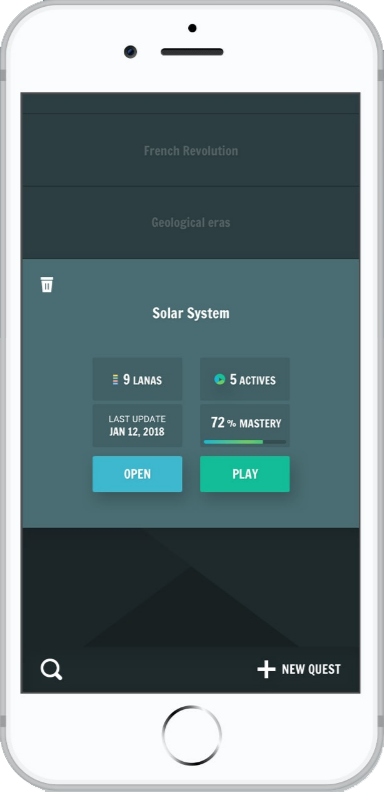 French Revolution
Geological eras
Solar System
9 LANAS
5 ACTIVES
LAST UPDATE
JAN 12, 2018
72 % MASTERY
OPEN
PLAY
NEW QUEST